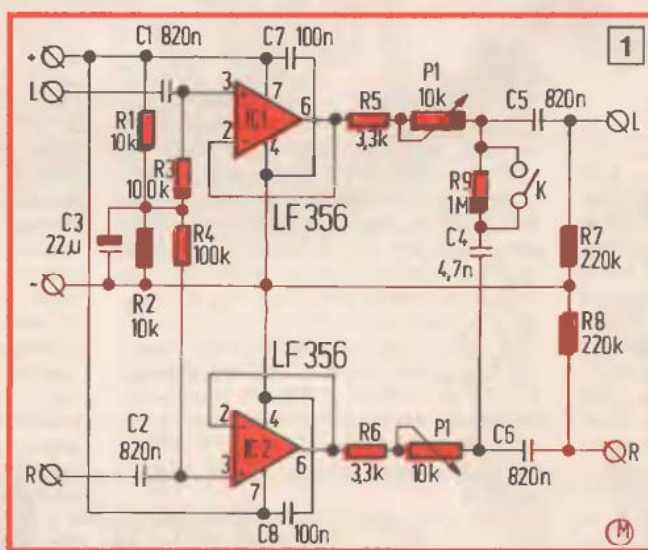 C1 820n
C7 100n
1
+
L
3
7
6
2
4
IC1
R1
10k
R3
100k
R4
100k
C3
22µ
R2
10k
-
LF 356
R5
3,3k
P1
10k
C5
820n
L
R9
1M
K
C4
4,7n
R7
220k
R8
220k
LF 356
C2
820n
R
2
4
6
3
7
IC2
R6
3,3k
P1
10k
C6
820n
R
C8 100n
M